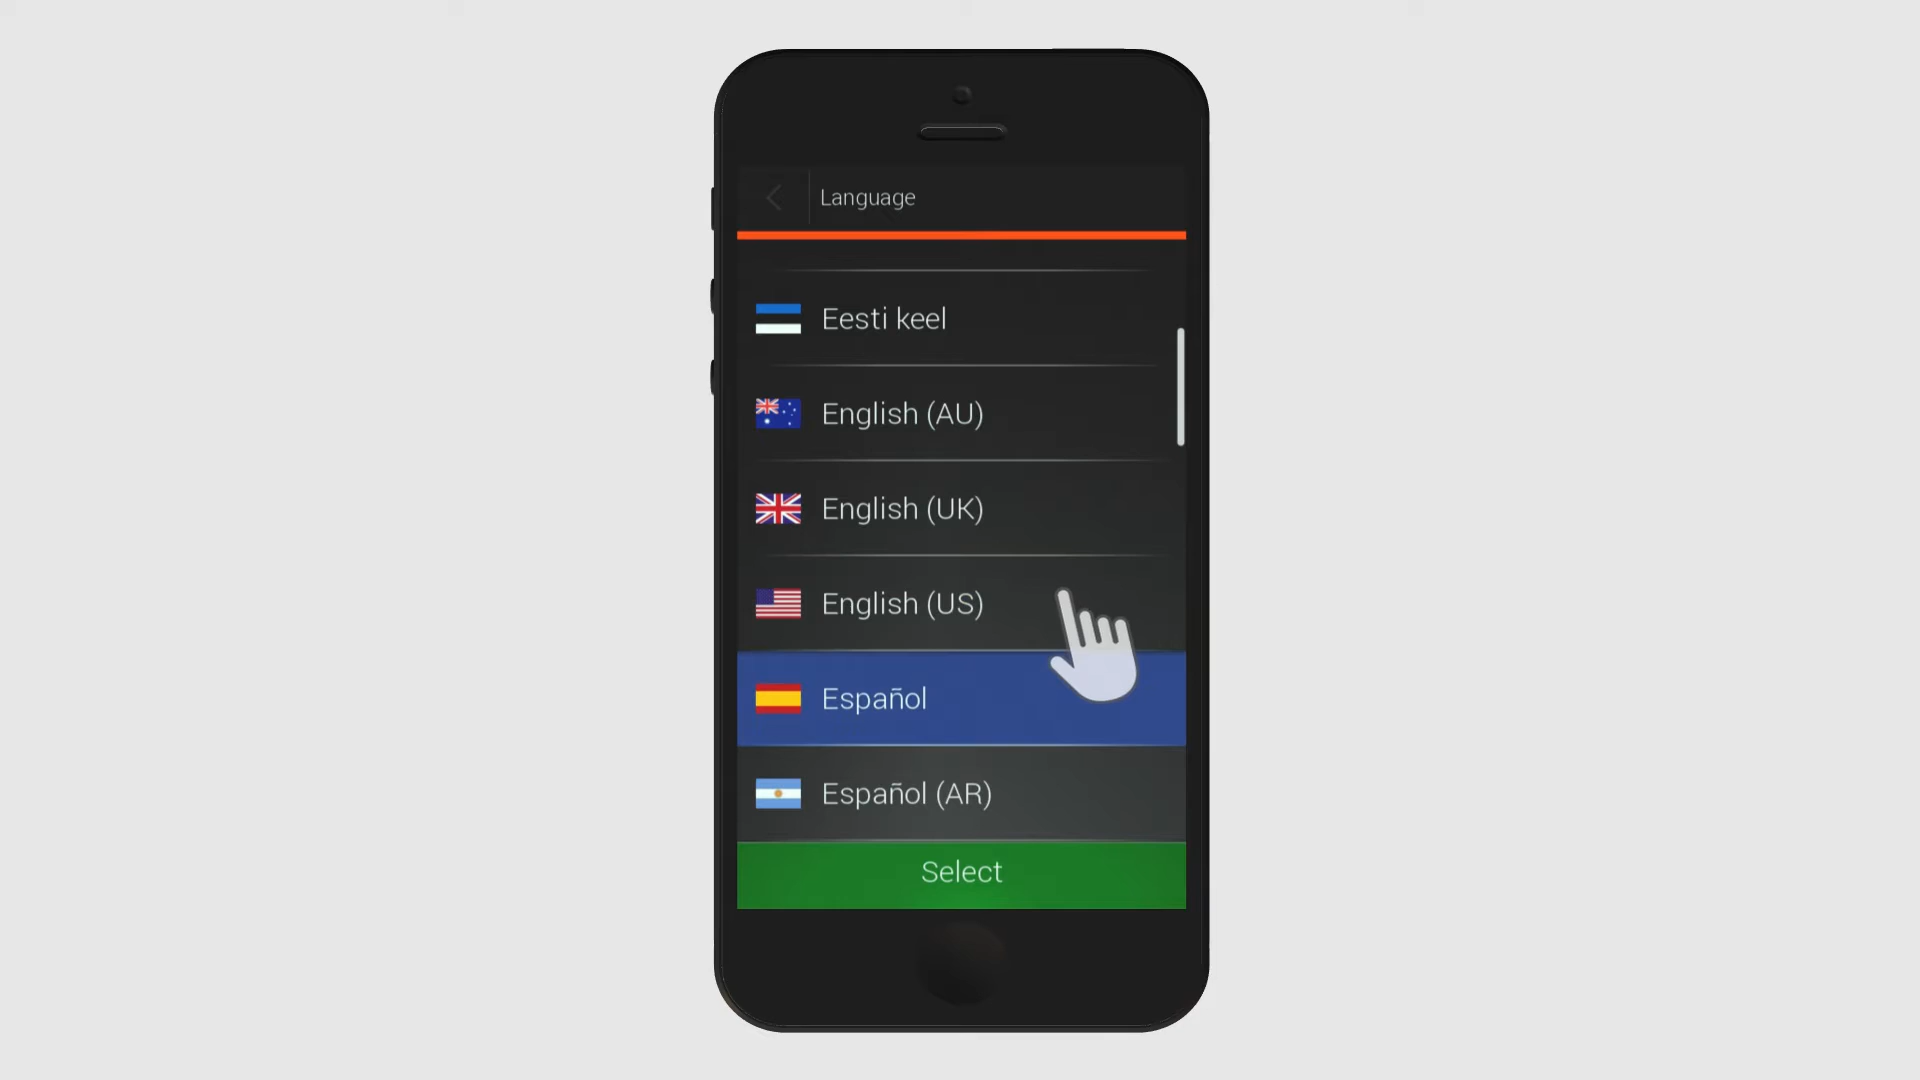 Language
Eesti keel
English (AU)
English (UK)
English (US)
Español
Español (AR)
Select